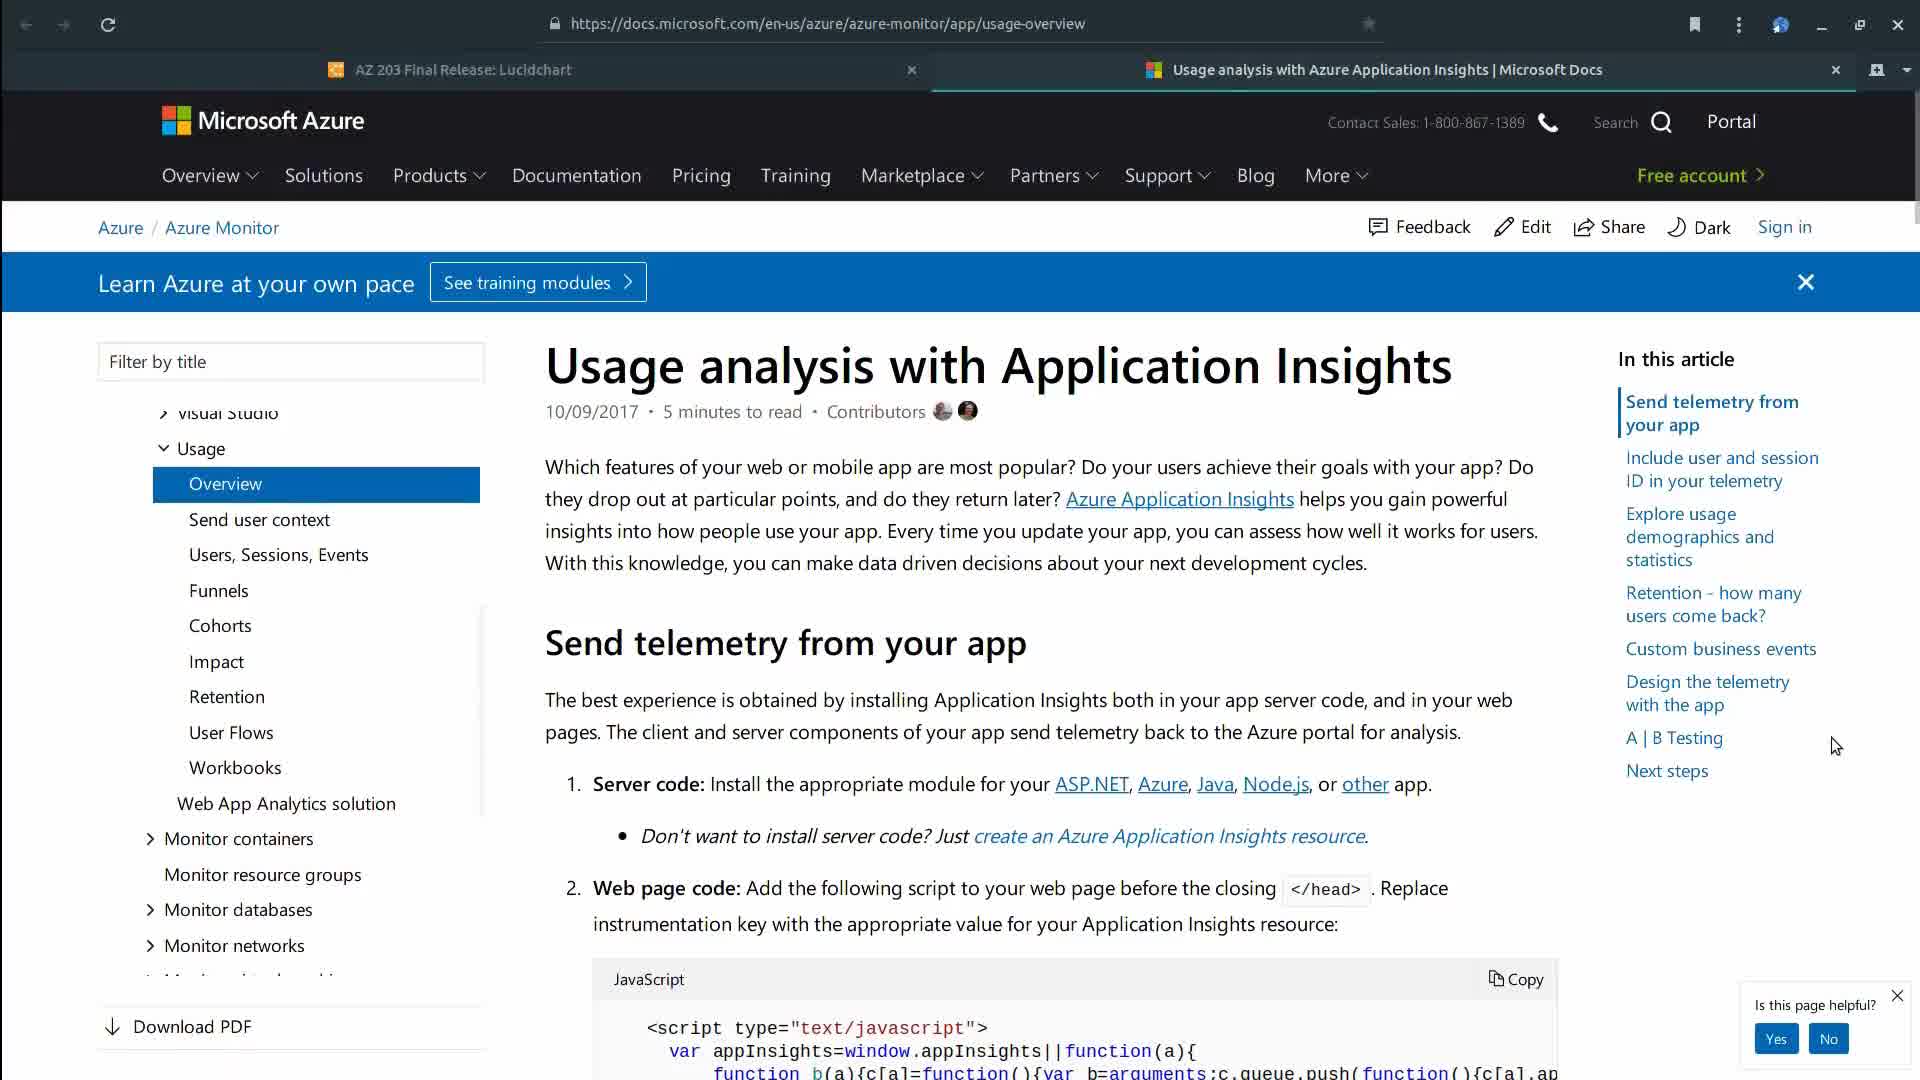 https://docs.microsoft.com/en-us/azure/azure-monitor/app/usage-overview
AZ 203 Final Release: Lucidchart
Usage analysis with Azure Application Insights | Microsoft Docs
Microsoft Azure
Contact Sales: 1-800-867-1389
Search
Portal
Overview
Solutions
Products
Documentation
Pricing
Training
Marketplace
Partners
Support
Blog
More
Free account
Azure / Azure Monitor
Feedback
Edit
Share
Dark
Sign in
Learn Azure at your own pace
See training modules
Filter by title
Visual Studio
Usage
Overview
Send user context
Users, Sessions, Events
Funnels
Cohorts
Impact
Retention
User Flows
Workbooks
Web App Analytics solution
Monitor containers
Monitor resource groups
Monitor databases
Monitor networks
Download PDF
Usage analysis with Application Insights
10/09/2017 • 5 minutes to read • Contributors
Which features of your web or mobile app are most popular? Do your users achieve their goals with your app? Do
they drop out at particular points, and do they return later? Azure Application Insights helps you gain powerful
insights into how people use your app. Every time you update your app, you can assess how well it works for users.
With this knowledge, you can make data driven decisions about your next development cycles.
Send telemetry from your app
The best experience is obtained by installing Application Insights both in your app server code, and in your web
pages. The client and server components of your app send telemetry back to the Azure portal for analysis.
1. Server code: Install the appropriate module for your ASP.NET, Azure, Java, Node.js, or other app.
• Don't want to install server code? Just create an Azure Application Insights resource.
2. Web page code: Add the following script to your web page before the closing </head> . Replace
instrumentation key with the appropriate value for your Application Insights resource:
JavaScript
Copy
<script type="text/javascript">
var appInsights=window.appInsights||function(a){
function b(a){c[a]=function(){var b=arguments;c.queue.push(function(){c[a].ap
In this article
Send telemetry from
your app
Include user and session
ID in your telemetry
Explore usage
demographics and
statistics
Retention - how many
users come back?
Custom business events
Design the telemetry
with the app
A | B Testing
Next steps
Is this page helpful?
Yes
No